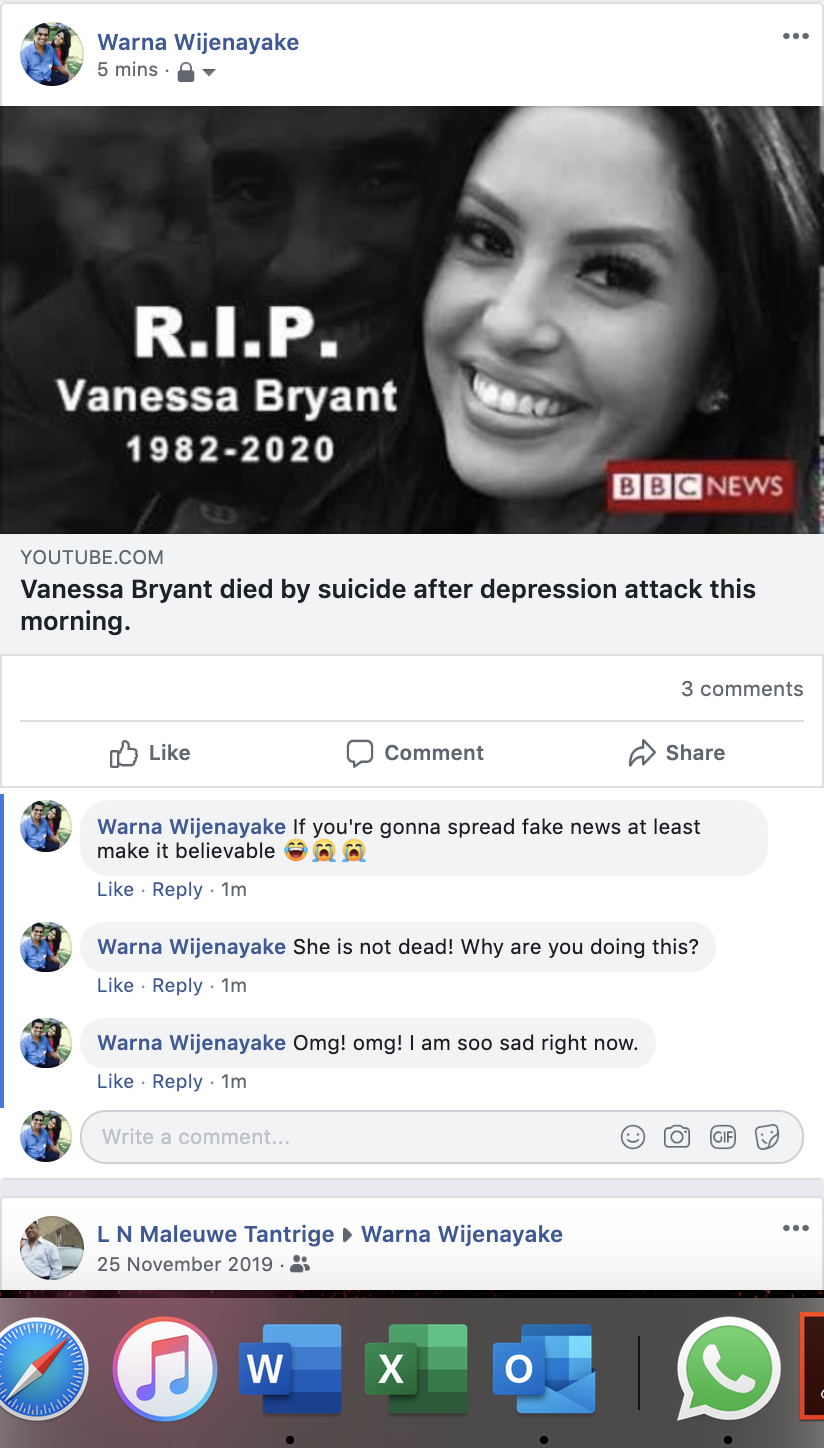 Warna Wijenayake
5 mins ·
R.I.P.
Vanessa Bryant
1982-2020
BBC NEWS
YOUTUBE.COM
Vanessa Bryant died by suicide after depression attack this
morning.
3 comments
Like Comment Share
Warna Wijenayake If you're gonna spread fake news at least
make it believable 😂😭😭
Like · Reply · 1m
Warna Wijenayake She is not dead! Why are you doing this?
Like · Reply · 1m
Warna Wijenayake Omg! omg! I am soo sad right now.
Like · Reply · 1m
Write a comment...
GIF
L N Maleuwe Tantrige ▸ Warna Wijenayake
25 November 2019 ·
W X O